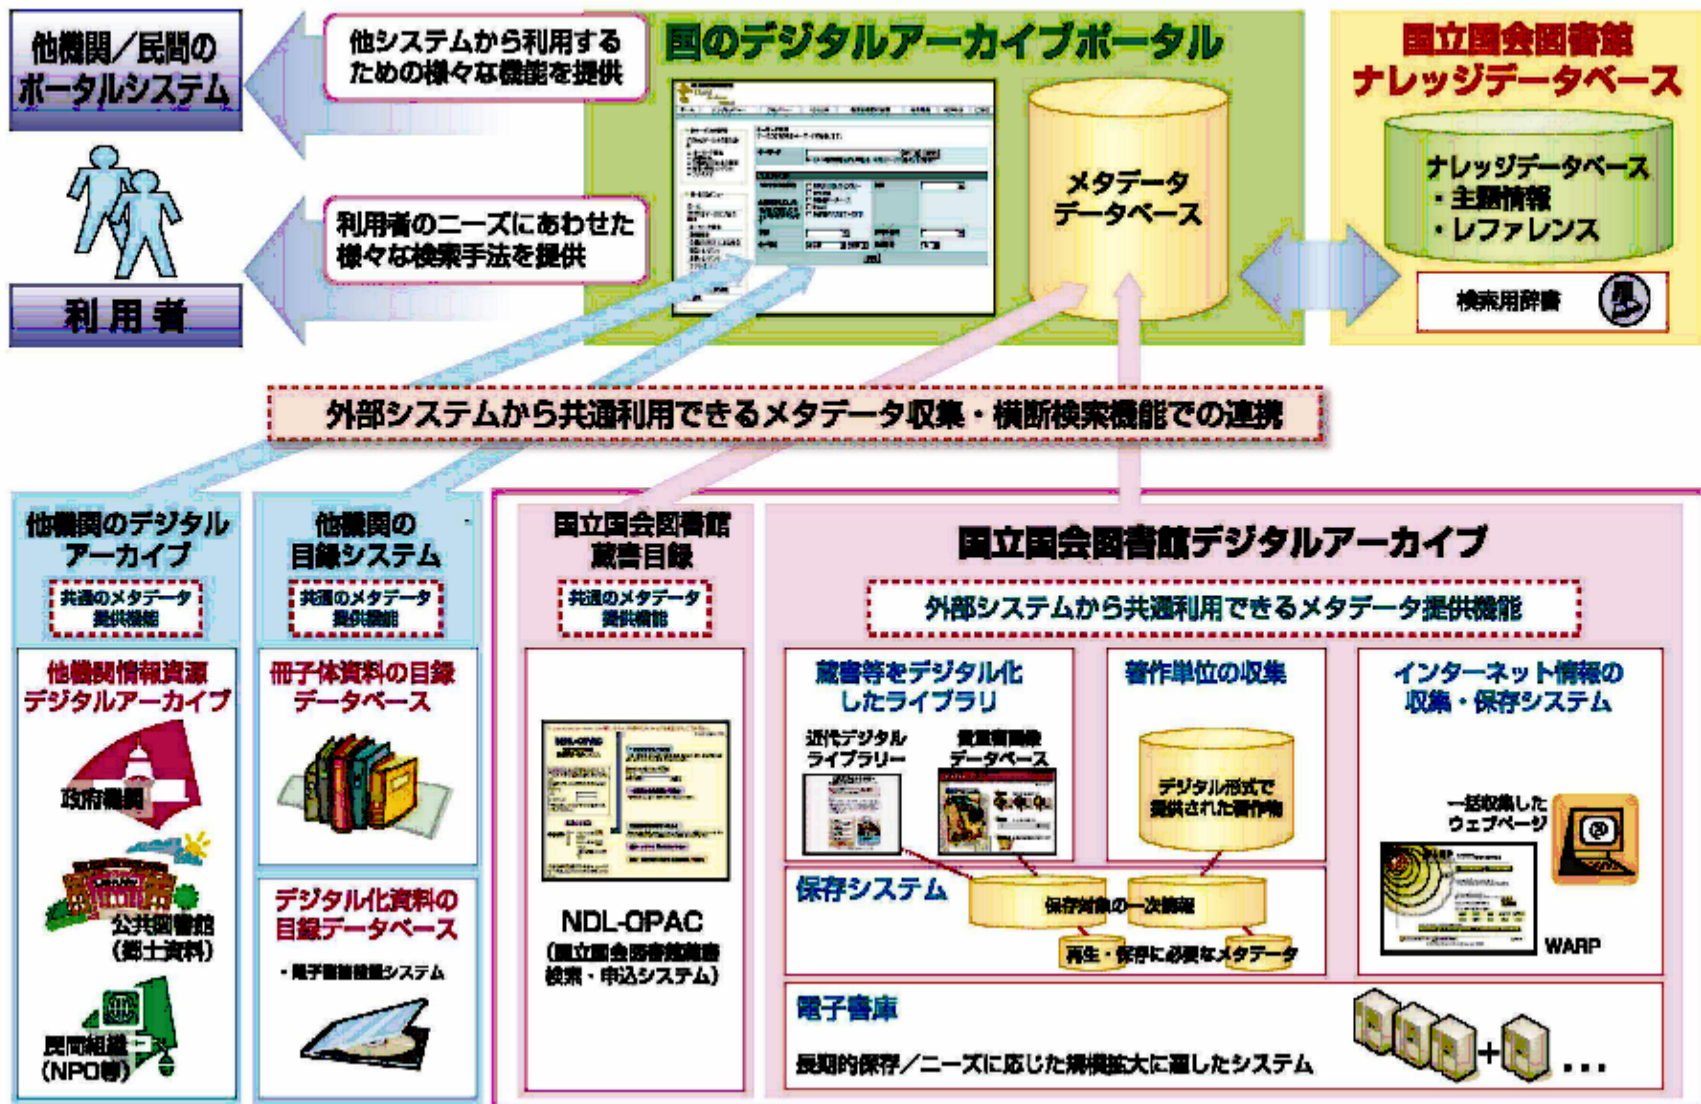 他機関／民間の
ポータルシステム
利用者
他システムから利用する
ための様々な機能を提供
利用者のニーズにあわせた
様々な検索手法を提供
国のデジタルアーカイブポータル
メタデータ
データベース
国立国会図書館
ナレッジデータベース
ナレッジデータベース
・主題情報
・レファレンス
検索用辞書
外部システムから共通利用できるメタデータ収集・横断検索機能での連携
他機関のデジタル
アーカイブ
共通のメタデータ
提供機能
他機関情報資源
デジタルアーカイブ
政府機関
公共図書館
(郷土資料)
民間組織
(NPO等)
他機関の
目録システム
共通のメタデータ
提供機能
冊子体資料の目録
データベース
デジタル化資料の
目録データベース
国立国会図書館
蔵書目録
共通のメタデータ
提供機能
NDL-OPAC
NDL-OPAC
(国立国会図書館蔵書
検索・申込システム)
国立国会図書館デジタルアーカイブ
外部システムから共通利用できるメタデータ提供機能
蔵書等をデジタル化
したライブラリ
近代デジタル
ライブラリー
貴重書画像
データベース
著作単位の収集
デジタル形式で
提供された著作物
インターネット情報の
収集・保存システム
一括収集した
ウェブページ
WARP
保存システム
保存対象の一次情報
再生・保存に必要なメタデータ
電子書庫
長期的保存／ニーズに応じた規模拡大に適したシステム
+ ...